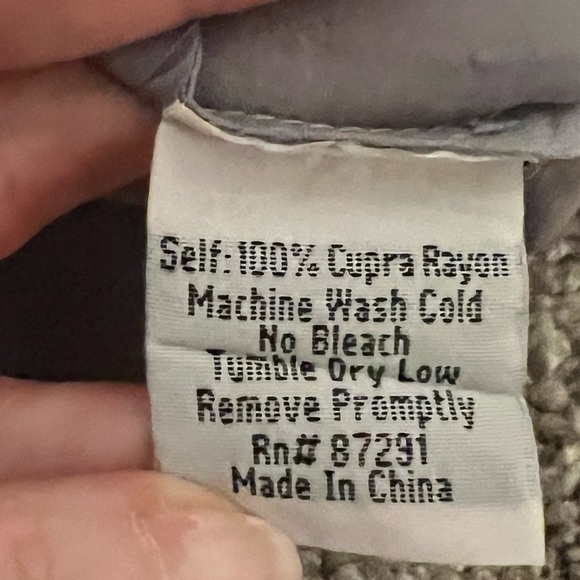 Self: 100% Cupra Rayon
Machine Wash Cold
No Bleach
Tumble Dry Low
Remove Promptly
Rn# 87291
Made In China